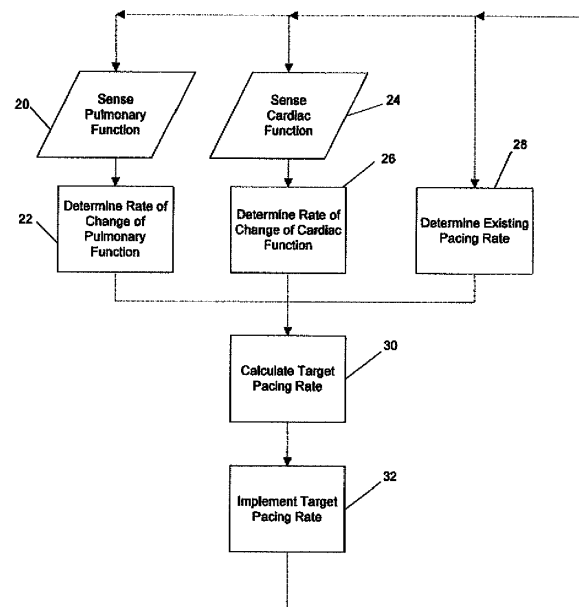 20
Sense
Pulmonary
Function
Sense
Cardiac
Function
24
22
Determine Rate of
Change of
Pulmonary
Function
26
Determine Rate of
Change of Cardiac
Function
28
Determine Existing
Pacing Rate
30
Calculate Target
Pacing Rate
32
Implement Target
Pacing Rate